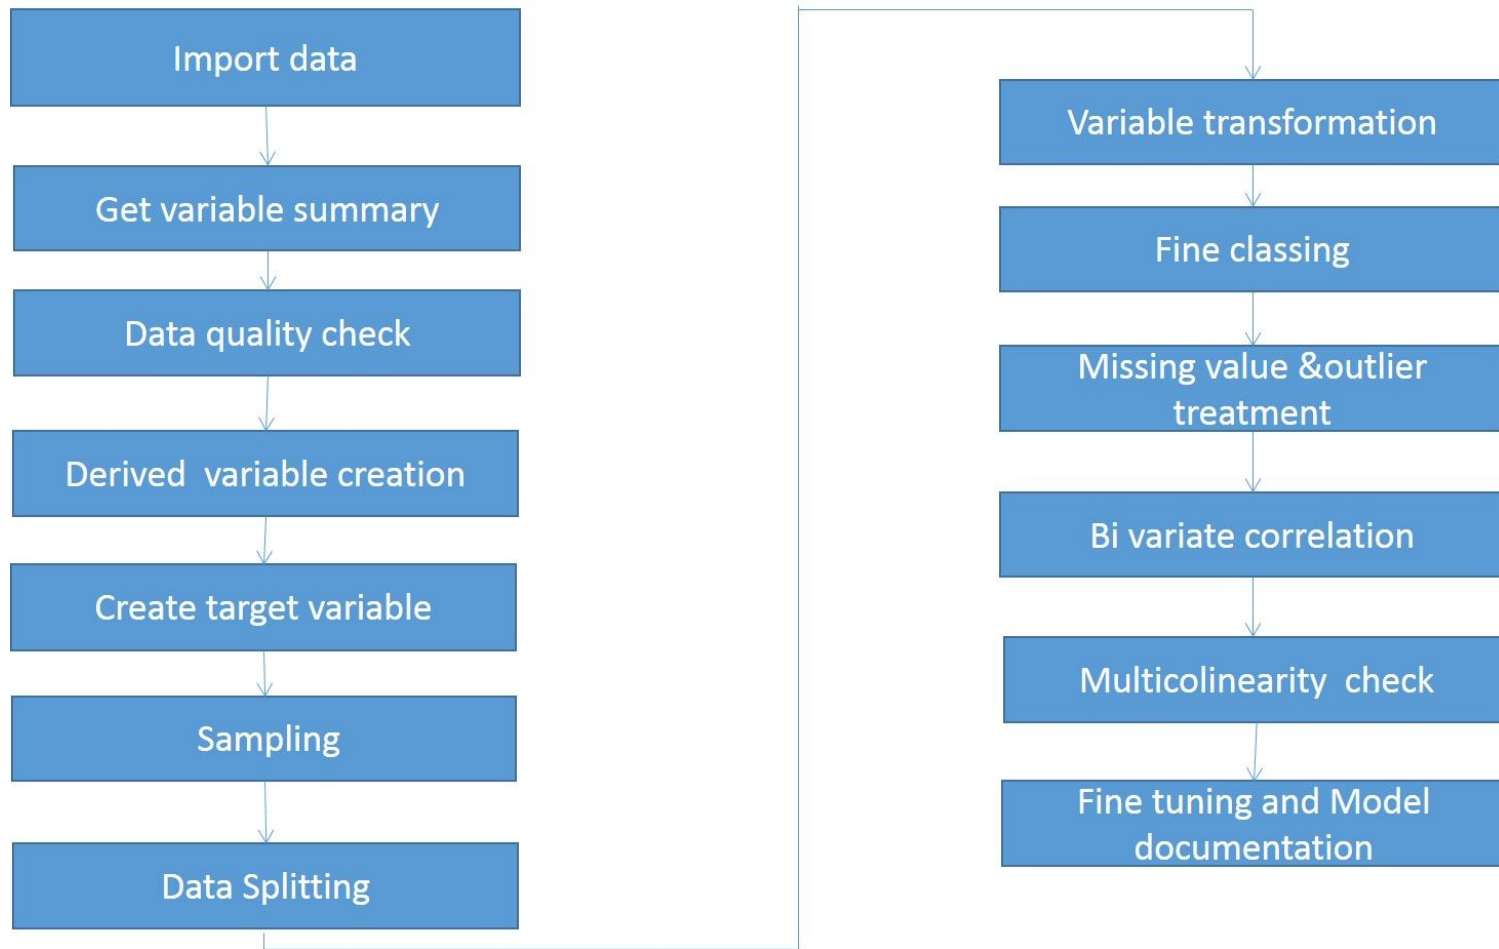 Import data
Get variable summary
Data quality check
Derived  variable creation
Create target variable
Sampling
Data Splitting
Variable transformation
Fine classing
Missing value &outlier
treatment
Bi variate correlation
Multicolinearity  check
Fine tuning and Model
documentation